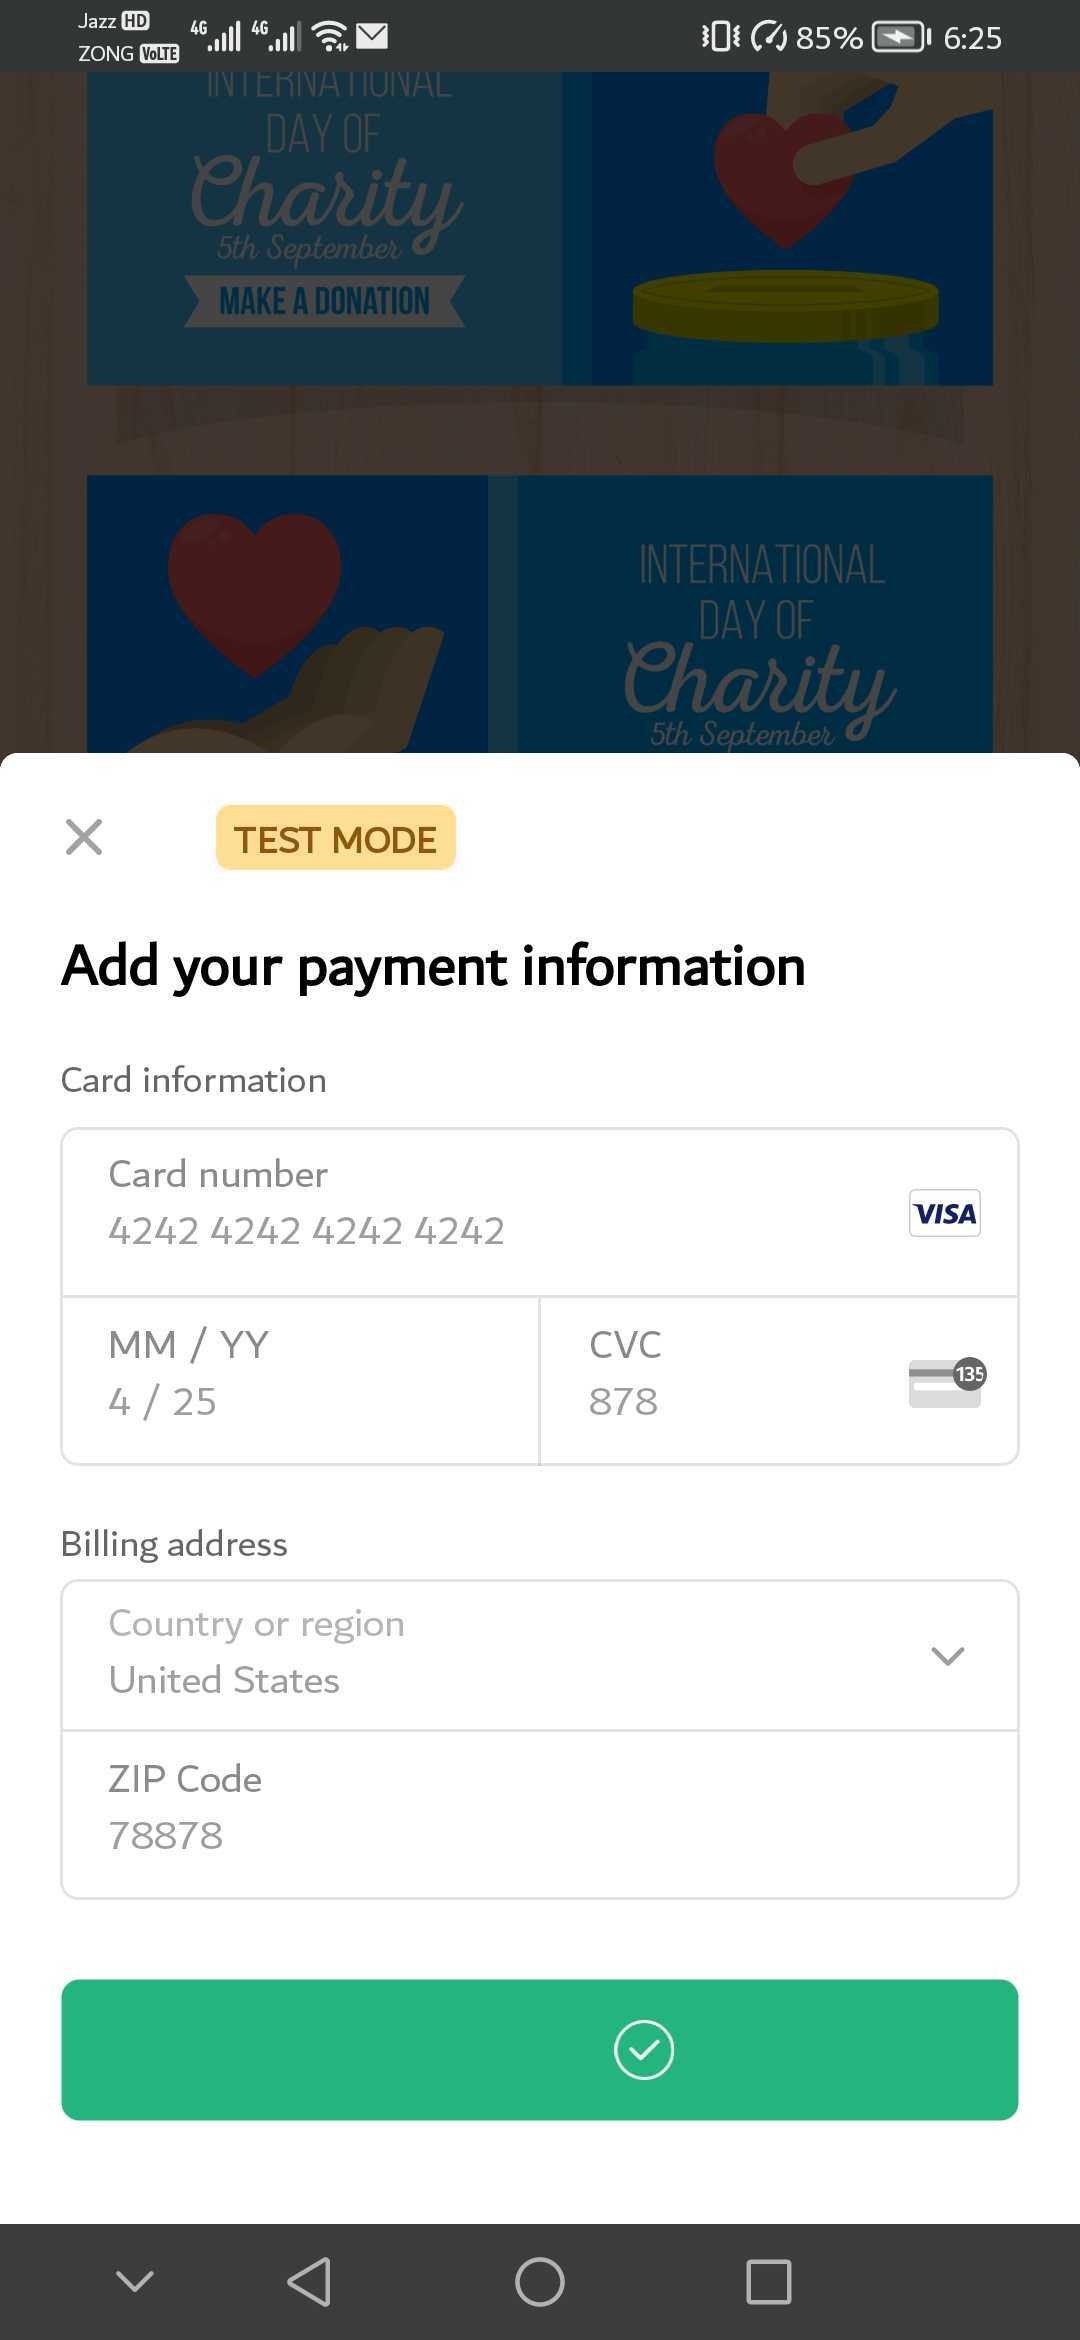 Jazz HD
ZONG VoLTE
4G 4G 85% 6:25
INTERNATIONAL
DAY OF
Charity
5th September
MAKE A DONATION
INTERNATIONAL
DAY OF
Charity
5th September
TEST MODE
Add your payment information
Card information
Card number
4242 4242 4242 4242
VISA
MM / YY
4 / 25
CVC
878
135
Billing address
Country or region
United States
ZIP Code
78878